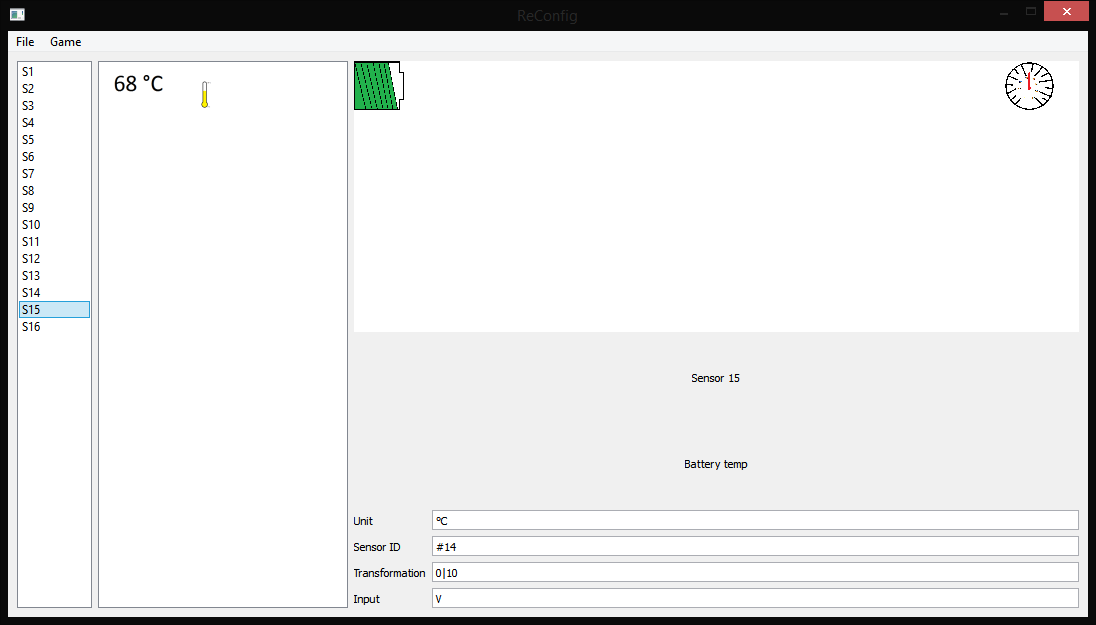 ReConfig
File Game
S1
S2
S3
S4
S5
S6
S7
S8
S9
S10
S11
S12
S13
S14
S15
S16
68 °C
Sensor 15
Battery temp
Unit °C
Sensor ID #14
Transformation 0|10
Input V